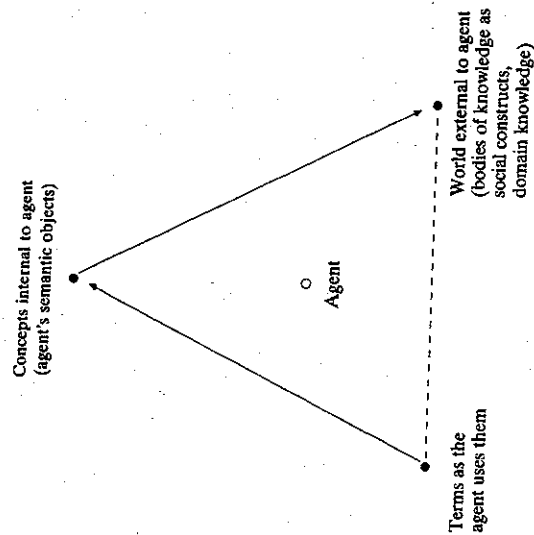 Concepts internal to agent
(agent's semantic objects)
Agent
Terms as the
agent uses them
World external to agent
(bodies of knowledge as
social constructs,
domain knowledge)